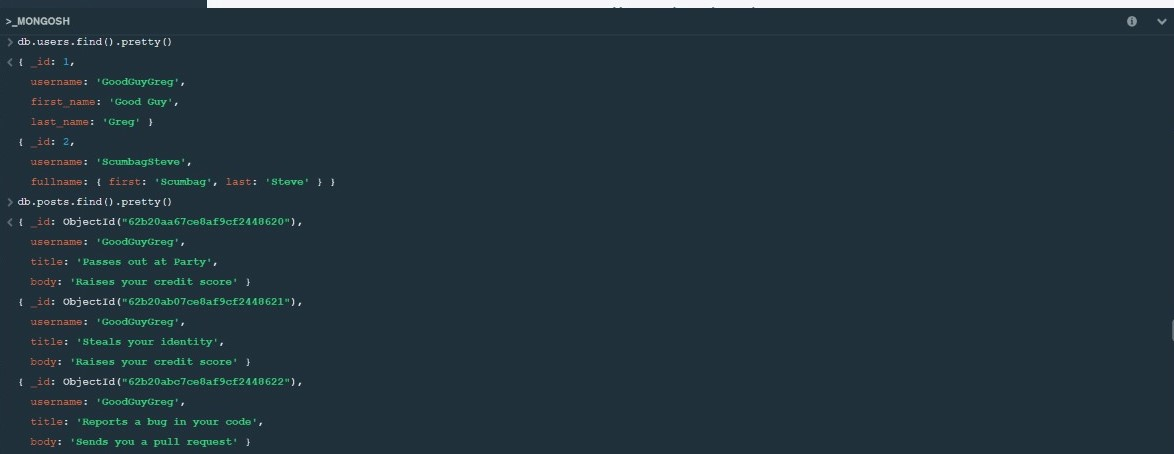 >_MONGOSH
> db.users.find().pretty()
< { _id: 1,
username: 'GoodGuyGreg',
first_name: 'Good Guy',
last_name: 'Greg' }
{ _id: 2,
username: 'ScumbagSteve',
fullname: { first: 'Scumbag', last: 'Steve' } }
> db.posts.find().pretty()
< { _id: ObjectId("62b20aa67ce8af9cf2448620"),
username: 'GoodGuyGreg',
title: 'Passes out at Party',
body: 'Raises your credit score' }
{ _id: ObjectId("62b20ab07ce8af9cf2448621"),
username: 'GoodGuyGreg',
title: 'Steals your identity',
body: 'Raises your credit score' }
{ _id: ObjectId("62b20abc7ce8af9cf2448622"),
username: 'GoodGuyGreg',
title: 'Reports a bug in your code',
body: 'Sends you a pull request' }